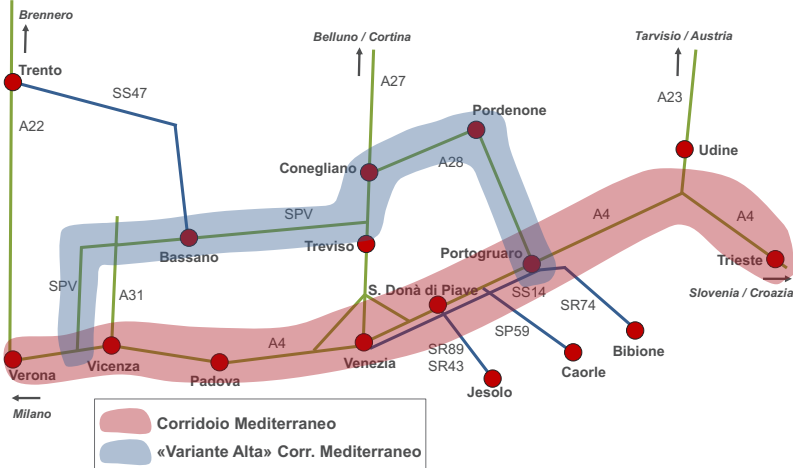 Brennero
Belluno / Cortina
Tarvisio / Austria
Trento
SS47
A27
A23
A22
Pordenone
Udine
Conegliano
A28
SPV
A4
A4
Bassano
Treviso
Portogruaro
Trieste
SPV
A31
S. Donà di Piave
SS14
Slovenia / Croazia
SR74
SP59
A4
Vicenza
Venezia
Bibione
Verona
Padova
SR89
SR43
Caorle
Jesolo
Milano
Corridoio Mediterraneo
«Variante Alta» Corr. Mediterraneo